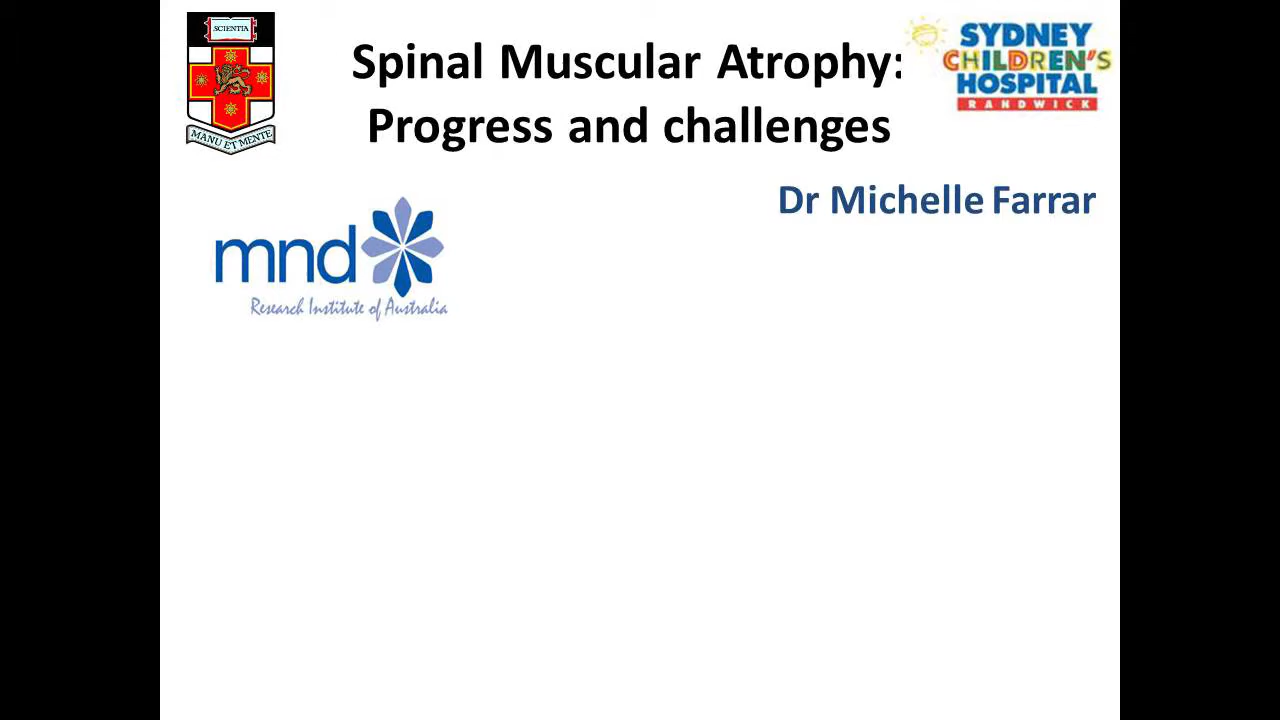 SCIENTIA
MANU ET MENTE
Spinal Muscular Atrophy:
Progress and challenges
SYDNEY
CHILDREN'S
HOSPITAL
RANDWICK
Dr Michelle Farrar
mnd
Research Institute of Australia